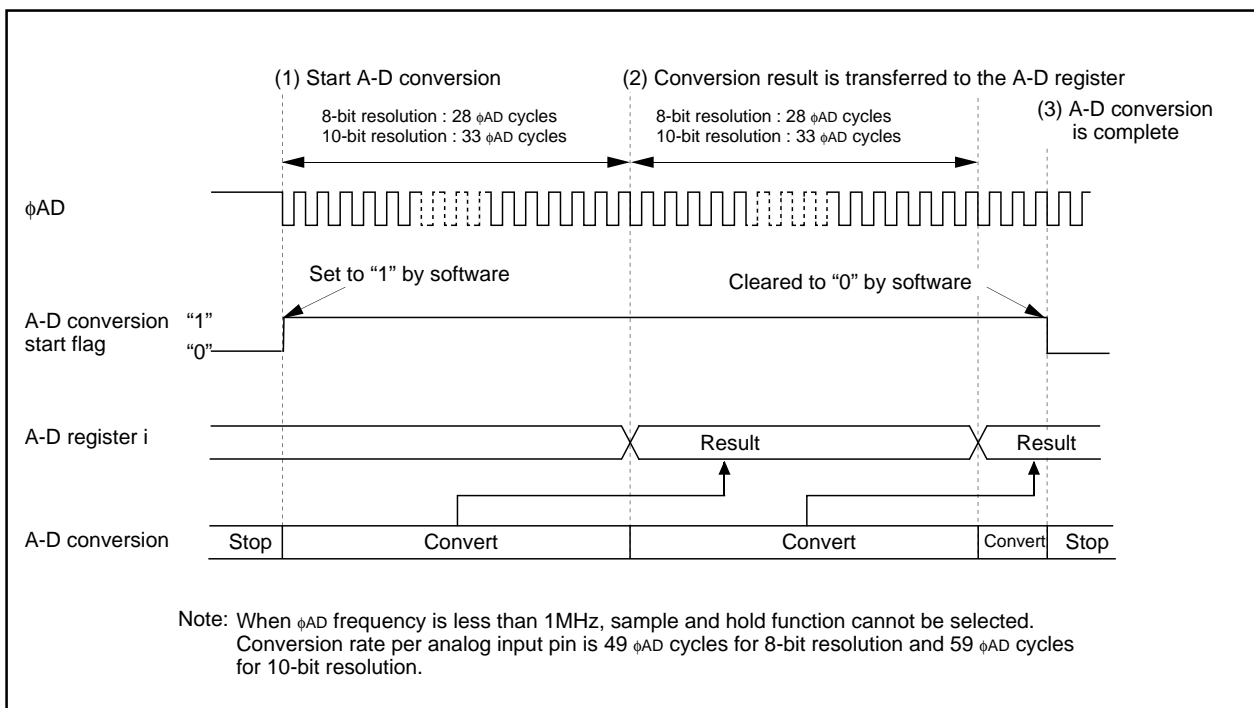 (1) Start A-D conversion
(2) Conversion result is transferred to the A-D register
(3) A-D conversion
is complete
8-bit resolution : 28 φAD cycles
10-bit resolution : 33 φAD cycles
8-bit resolution : 28 φAD cycles
10-bit resolution : 33 φAD cycles
φAD
Set to “1” by software
Cleared to “0” by software
A-D conversion
start flag
“1”
“0”
A-D register i
Result
Result
A-D conversion
Stop
Convert
Convert
Convert
Stop
Note: When φAD frequency is less than 1MHz, sample and hold function cannot be selected.
Conversion rate per analog input pin is 49 φAD cycles for 8-bit resolution and 59 φAD cycles
for 10-bit resolution.